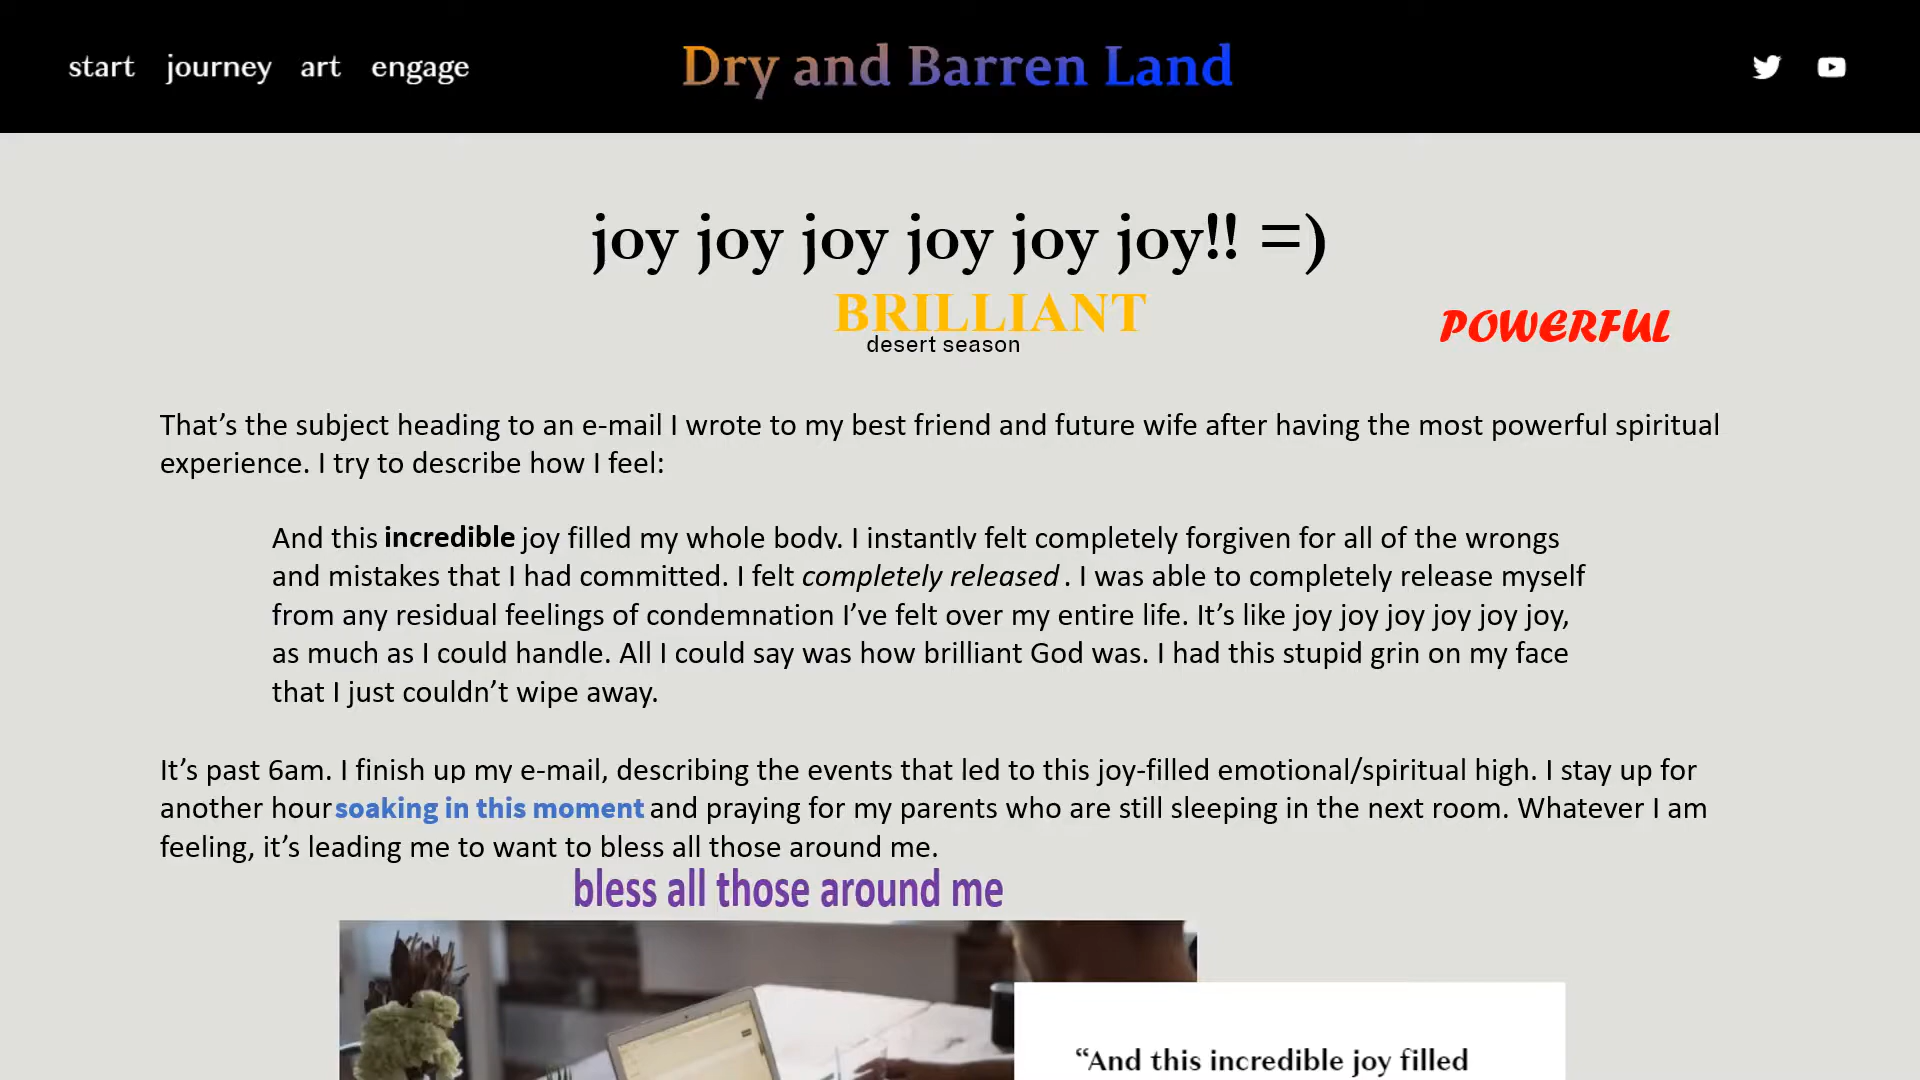 start journey art engage
Dry and Barren Land
joy joy joy joy joy joy!! =)
BRILLIANT
POWERFUL
desert season
That’s the subject heading to an e-mail I wrote to my best friend and future wife after having the most powerful spiritual
experience. I try to describe how I feel:
And this incredible joy filled my whole body. I instantly felt completely forgiven for all of the wrongs
and mistakes that I had committed. I felt completely released. I was able to completely release myself
from any residual feelings of condemnation I’ve felt over my entire life. It’s like joy joy joy joy joy joy,
as much as I could handle. All I could say was how brilliant God was. I had this stupid grin on my face
that I just couldn’t wipe away.
It’s past 6am. I finish up my e-mail, describing the events that led to this joy-filled emotional/spiritual high. I stay up for
another hour soaking in this moment and praying for my parents who are still sleeping in the next room. Whatever I am
feeling, it’s leading me to want to bless all those around me.
bless all those around me
“And this incredible joy filled